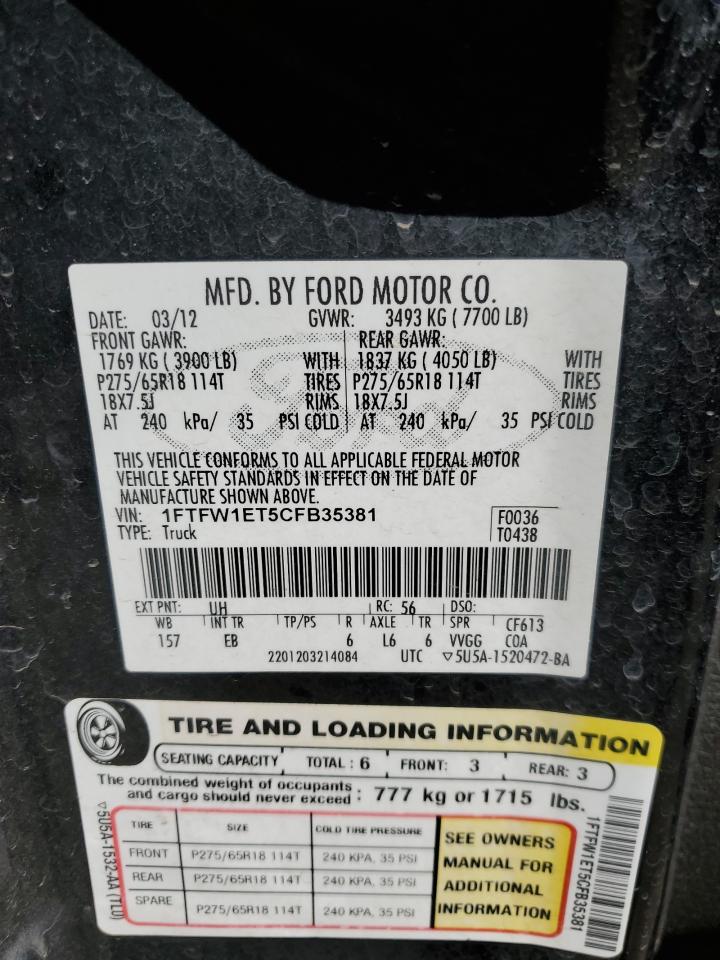 MFD. BY FORD MOTOR CO.
DATE: 03/12 GVWR: 3493 KG ( 7700 LB)
FRONT GAWR: REAR GAWR:
1769 KG ( 3900 LB) WITH 1837 KG ( 4050 LB) WITH
P275/65R18 114T TIRES P275/65R18 114T TIRES
18X7.5J RIMS 18X7.5J RIMS
AT 240 kPa/ 35 PSI COLD AT 240 kPa/ 35 PSI COLD
Ford
THIS VEHICLE CONFORMS TO ALL APPLICABLE FEDERAL MOTOR
VEHICLE SAFETY STANDARDS IN EFFECT ON THE DATE OF
MANUFACTURE SHOWN ABOVE.
VIN: 1FTFW1ET5CFB35381 F0036
TYPE: Truck T0438
EXT PNT: UH RC: 56 DSO:
WB INT TR TP/PS R AXLE TR SPR CF613
157 EB 6 L6 6 VVGG COA
2201203214084 UTC ▽5U5A-1520472-BA
TIRE AND LOADING INFORMATION
SEATING CAPACITY TOTAL : 6 FRONT: 3 REAR: 3
The combined weight of occupants
and cargo should never exceed : 777 kg or 1715 lbs.
TIRE SIZE COLD TIRE PRESSURE
FRONT P275/65R18 114T 240 KPA, 35 PSI
REAR P275/65R18 114T 240 KPA, 35 PSI
SPARE P275/65R18 114T 240 KPA, 35 PSI
SEE OWNERS
MANUAL FOR
ADDITIONAL
INFORMATION
▽5U5A-1532-AA (TLU)
1FTFW1ET5CFB35381